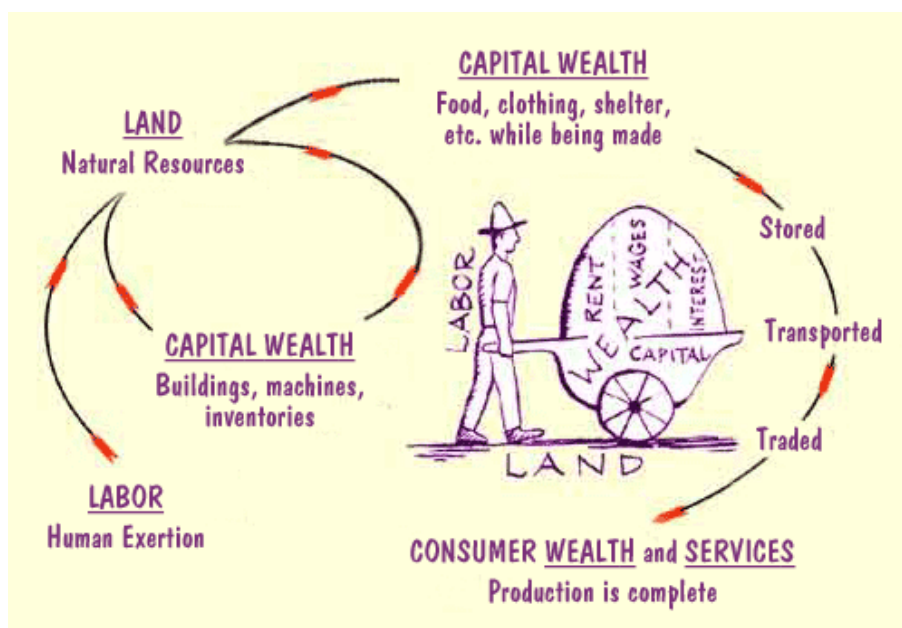 CAPITAL WEALTH
Food, clothing, shelter,
etc. while being made
LAND
Natural Resources
Stored
Transported
Traded
LABOR
RENT
WAGES
INTEREST
WEALTH
CAPITAL
LAND
CAPITAL WEALTH
Buildings, machines,
inventories
LABOR
Human Exertion
CONSUMER WEALTH and SERVICES
Production is complete